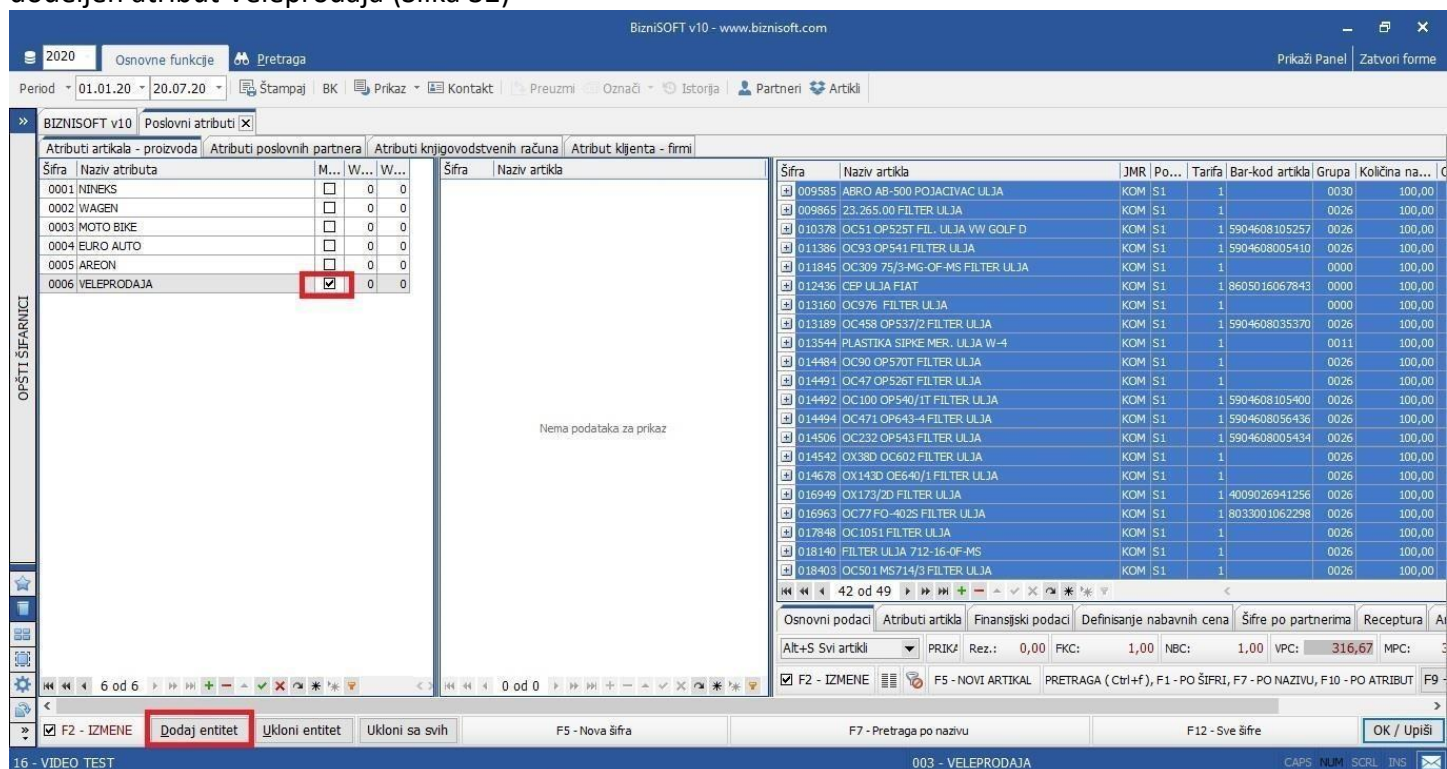 dodeljen atribut Veleprodaja (Slika 32)
BizniSOFT v10 - www.biznisoft.com
2020 Osnovne funkcije Pretraga Prikaži Panel Zatvori forme
Period 01.01.20 20.07.20 Štampaj BK Prikaz Kontakt Preuzmi Označi Istorija Partneri Artikli
BIZNISOFT v10 Poslovni atributi
Atributi artikala - proizvoda Atributi poslovnih partnera Atributi knjigovodstvenih računa Atribut klijenta - firmi
Šifra Naziv atributa M... W... W... Šifra Naziv artikla Šifra Naziv artikla JMR Po... Tarifa Bar-kod artikla Grupa Količina na...
0001 NINEKS 0 0
0002 WAGEN 0 0
0003 MOTO BIKE 0 0
0004 EURO AUTO 0 0
0005 AREON 0 0
0006 VELEPRODAJA 0 0
009585 ABRO AB-500 POJACIVAC ULJA KOM S1 1 0030 100,00
009865 23.265.00 FILTER ULJA KOM S1 1 0026 100,00
010378 OC51 OP525T FIL. ULJA VW GOLF D KOM S1 1 5904608105257 0026 100,00
011386 OC93 OP541 FILTER ULJA KOM S1 1 5904608005410 0026 100,00
011845 OC309 75/3-MG-OF-MS FILTER ULJA KOM S1 1 0000 100,00
012436 CEP ULJA FIAT KOM S1 1 8605016067843 0000 100,00
013160 OC976 FILTER ULJA KOM S1 1 0000 100,00
013189 OC458 OP537/2 FILTER ULJA KOM S1 1 5904608035370 0026 100,00
013544 PLASTIKA SIPKE MER. ULJA W-4 KOM S1 1 0011 100,00
014484 OC90 OP570T FILTER ULJA KOM S1 1 0026 100,00
014491 OC47 OP526T FILTER ULJA KOM S1 1 0026 100,00
014492 OC100 OP540/1T FILTER ULJA KOM S1 1 5904608105400 0026 100,00
014494 OC471 OP643-4 FILTER ULJA KOM S1 1 5904608056436 0026 100,00
014506 OC232 OP543 FILTER ULJA KOM S1 1 5904608005434 0026 100,00
014542 OX38D OC602 FILTER ULJA KOM S1 1 0026 100,00
014678 OX143D OE640/1 FILTER ULJA KOM S1 1 0026 100,00
016949 OX173/2D FILTER ULJA KOM S1 1 4009026941256 0026 100,00
016963 OC77 FO-402S FILTER ULJA KOM S1 1 8033001062298 0026 100,00
017848 OC1051 FILTER ULJA KOM S1 1 0026 100,00
018140 FILTER ULJA 712-16-0F-MS KOM S1 1 0026 100,00
018403 OC501 MS714/3 FILTER ULJA KOM S1 1 0026 100,00
Nema podataka za prikaz
OPŠTI ŠIFARNICI
42 od 49
Osnovni podaci Atributi artikla Finansijski podaci Definisanje nabavnih cena Šifre po partnerima Receptura
Alt+S Svi artikli PRIKA Rez.: 0,00 FKC: 1,00 NBC: 1,00 VPC: 316,67 MPC:
F2 - IZMENE F5 - NOVI ARTIKAL PRETRAGA ( Ctrl+f ), F1 - PO ŠIFRI, F7 - PO NAZIVU, F10 - PO ATRIBUT F9 -
6 od 6 0 od 0
F2 - IZMENE Dodaj entitet Ukloni entitet Ukloni sa svih F5 - Nova šifra F7 - Pretraga po nazivu F12 - Sve šifre OK / Upiši
16 - VIDEO TEST 003 - VELEPRODAJA CAPS NUM SCRL INS